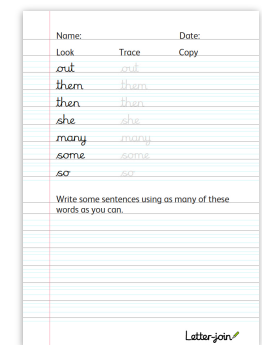 Name: Date:
Look Trace Copy
out out
them them
then then
she she
many many
some some
so so
Write some sentences using as many of these
words as you can.
Letter-join